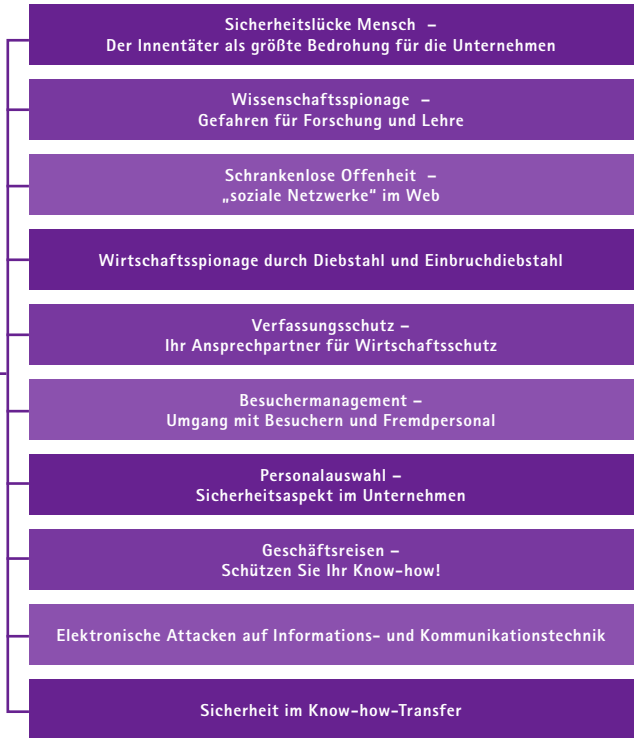 Sicherheitslücke Mensch –
Der Innentäter als größte Bedrohung für die Unternehmen
Wissenschaftsspionage –
Gefahren für Forschung und Lehre
Schrankenlose Offenheit –
„soziale Netzwerke“ im Web
Wirtschaftsspionage durch Diebstahl und Einbruchdiebstahl
Verfassungsschutz –
Ihr Ansprechpartner für Wirtschaftsschutz
Besuchermanagement –
Umgang mit Besuchern und Fremdpersonal
Personalauswahl –
Sicherheitsaspekt im Unternehmen
Geschäftsreisen –
Schützen Sie Ihr Know-how!
Elektronische Attacken auf Informations- und Kommunikationstechnik
Sicherheit im Know-how-Transfer